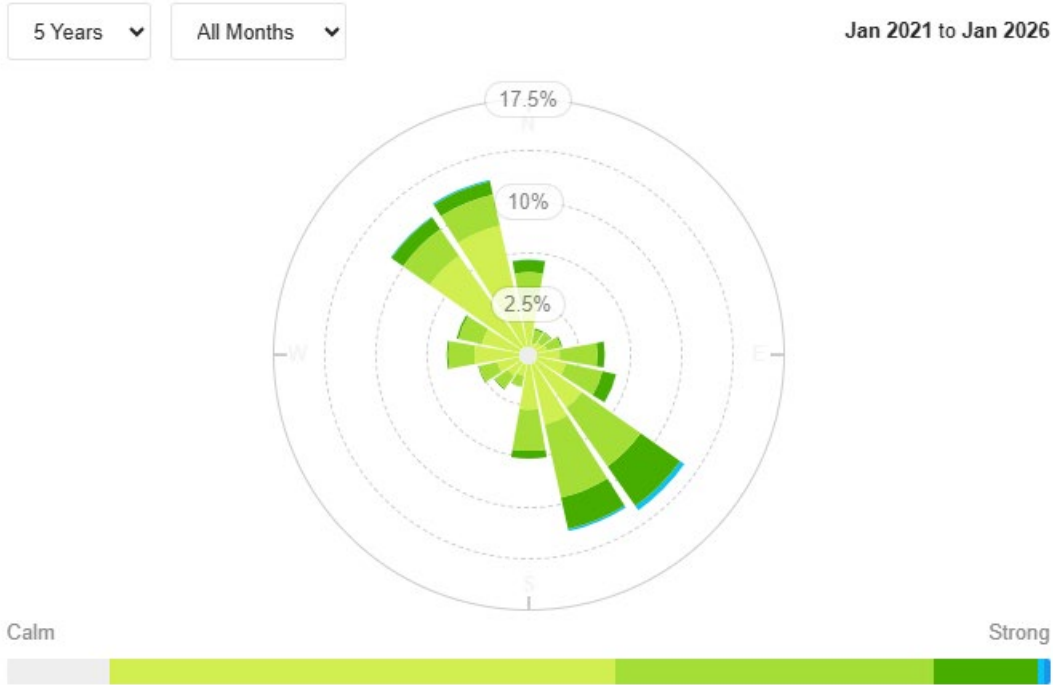 5 Years
All Months
Jan 2021 to Jan 2026
17.5%
N
10%
2.5%
W
E
S
Calm
Strong